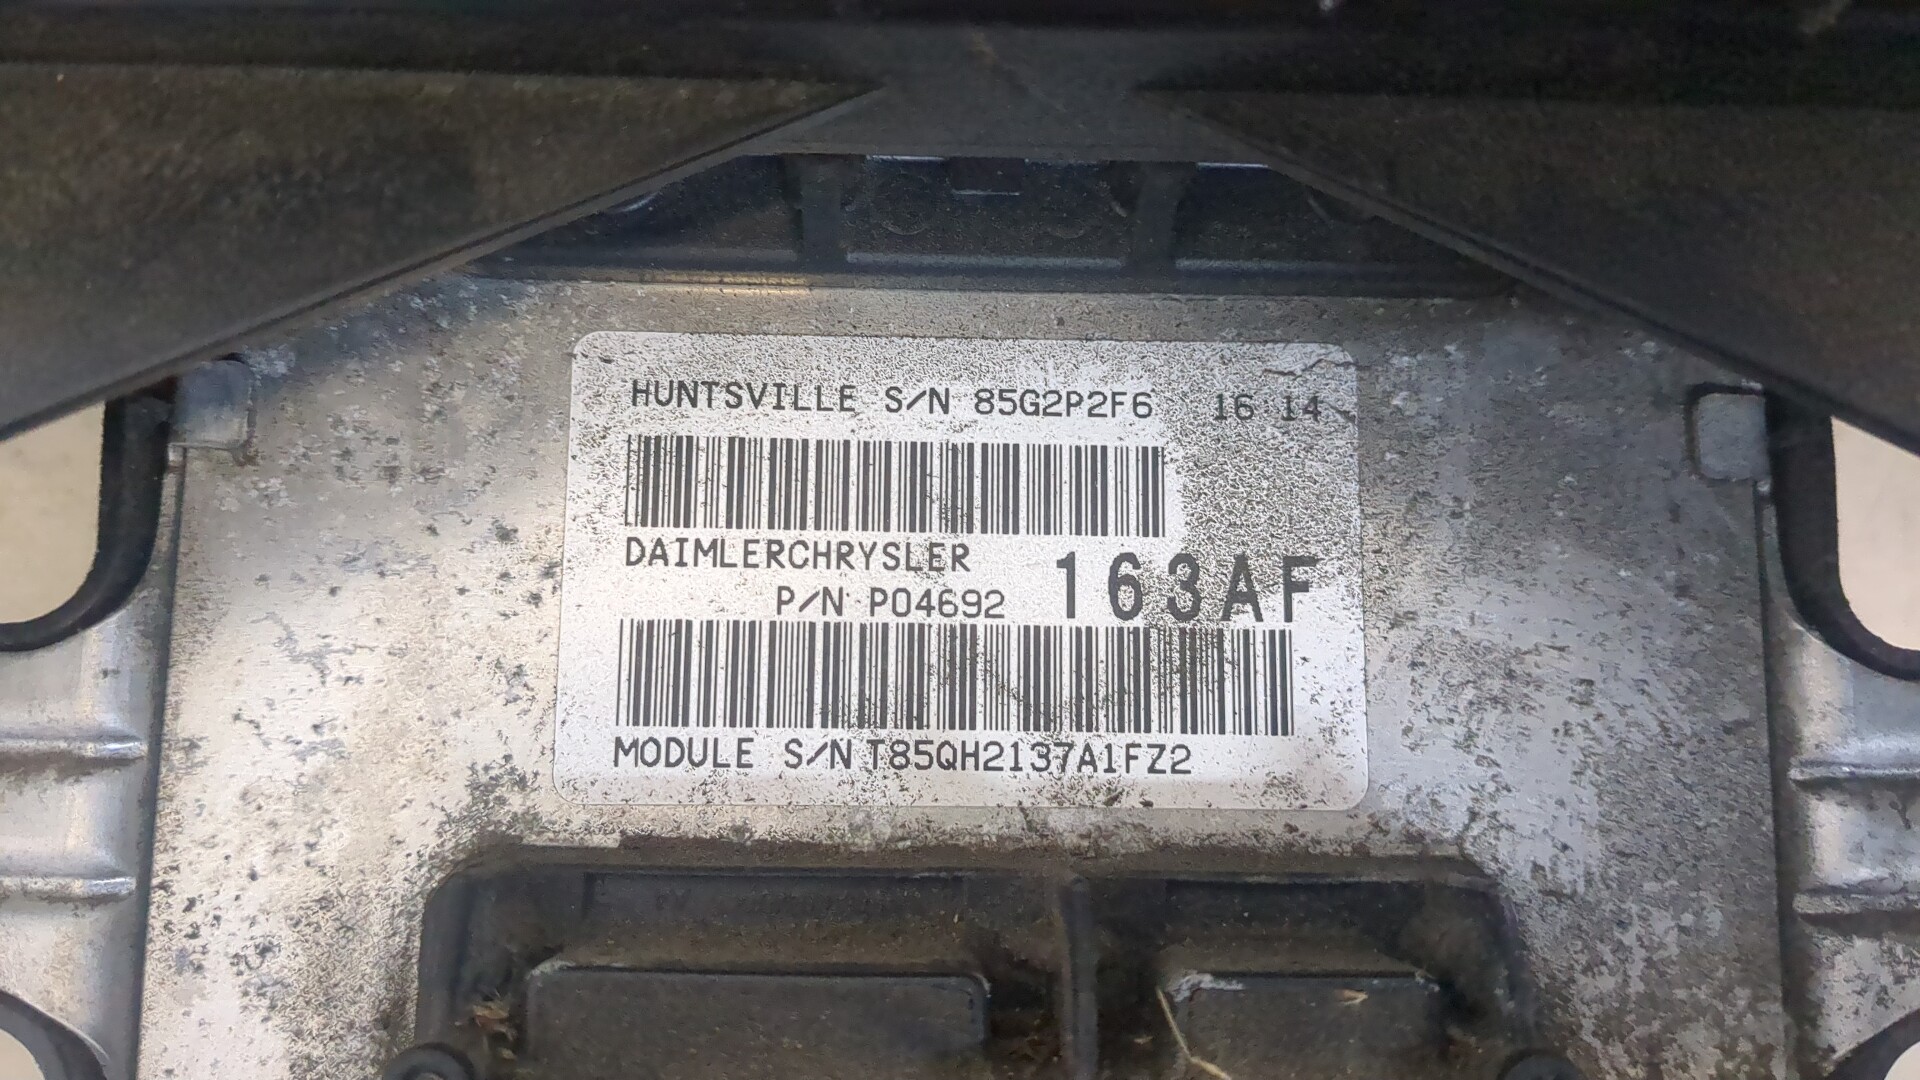 HUNTSVILLE S/N 85G2P2F6 16:14
DAIMLERCHRYSLER
P/N P04692 163AF
MODULE S/N T85QH2137A1FZ2